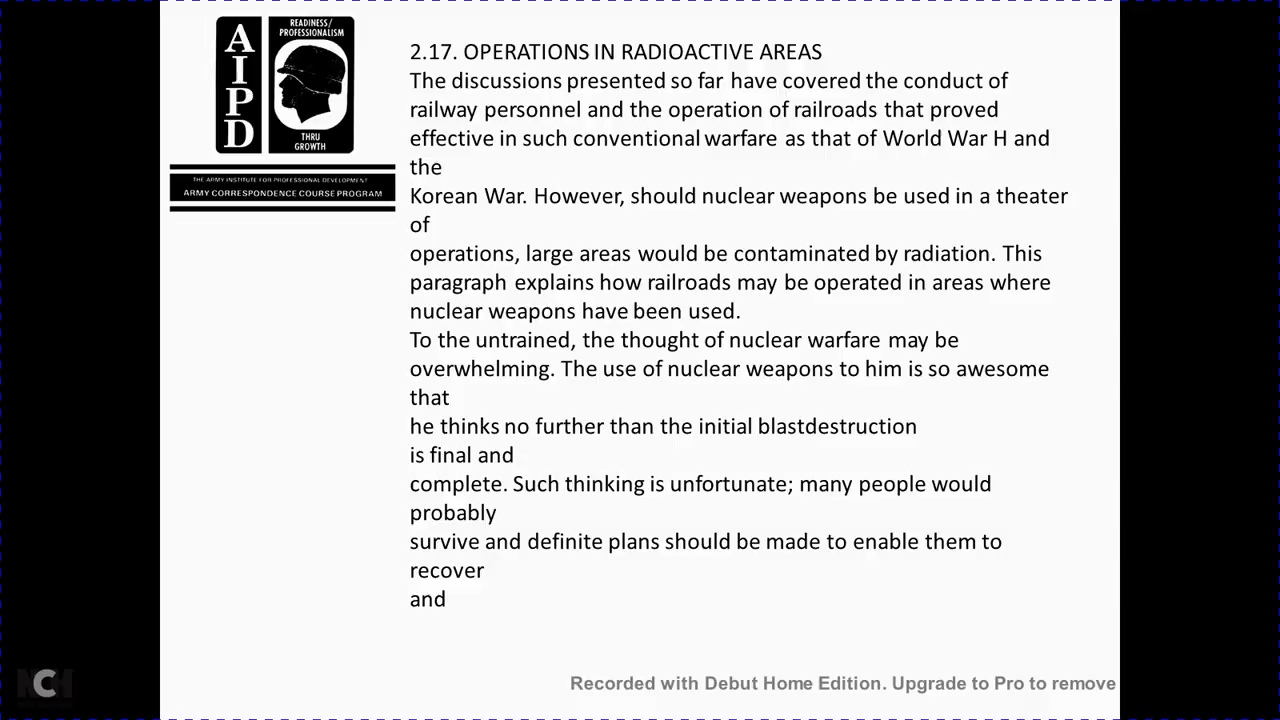 AIPD
READINESS/
PROFESSIONALISM
THRU
GROWTH
THE ARMY INSTITUTE FOR PROFESSIONAL DEVELOPMENT
ARMY CORRESPONDENCE COURSE PROGRAM
2.17. OPERATIONS IN RADIOACTIVE AREAS
The discussions presented so far have covered the conduct of
railway personnel and the operation of railroads that proved
effective in such conventional warfare as that of World War H and
the
Korean War. However, should nuclear weapons be used in a theater
of
operations, large areas would be contaminated by radiation. This
paragraph explains how railroads may be operated in areas where
nuclear weapons have been used.
To the untrained, the thought of nuclear warfare may be
overwhelming. The use of nuclear weapons to him is so awesome
that
he thinks no further than the initial blastdestruction
is final and
complete. Such thinking is unfortunate; many people would
probably
survive and definite plans should be made to enable them to
recover
and
NCH
Recorded with Debut Home Edition. Upgrade to Pro to remove